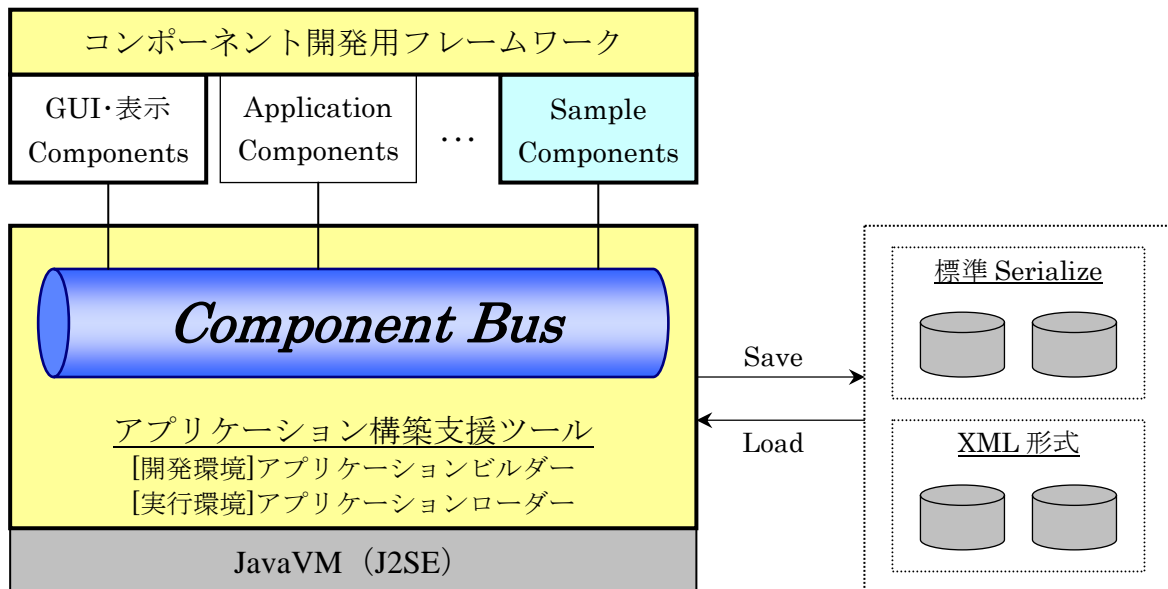 コンポーネント開発用フレームワーク
GUI･表示
Components
Application
Components
…
Sample
Components
Component Bus
アプリケーション構築支援ツール
[開発環境]アプリケーションビルダー
[実行環境]アプリケーションローダー
JavaVM（J2SE）
Save
Load
標準 Serialize
XML 形式